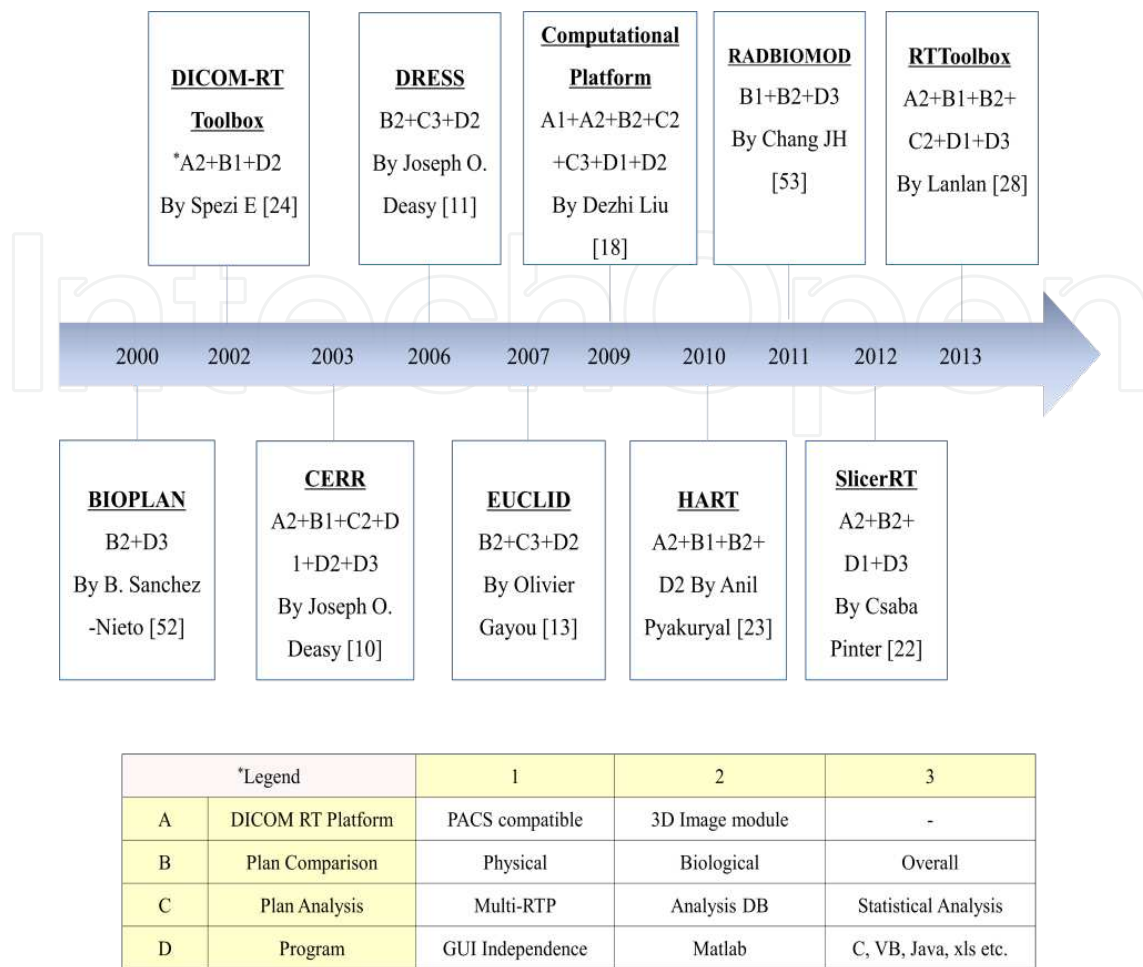 DICOM-RT
Toolbox
*A2+B1+D2
By Spezi E [24]
DRESS
B2+C3+D2
By Joseph O.
Deasy [11]
Computational
Platform
A1+A2+B2+C2
+C3+D1+D2
By Dezhi Liu
[18]
RADBIOMOD
B1+B2+D3
By Chang JH
[53]
RTToolbox
A2+B1+B2+
C2+D1+D3
By Lanlan [28]
IntechOpen
2000 2002 2003 2006 2007 2009 2010 2011 2012 2013
BIOPLAN
B2+D3
By B. Sanchez
-Nieto [52]
CERR
A2+B1+C2+D
1+D2+D3
By Joseph O.
Deasy [10]
EUCLID
B2+C3+D2
By Olivier
Gayou [13]
HART
A2+B1+B2+
D2 By Anil
Pyakuryal [23]
SlicerRT
A2+B2+
D1+D3
By Csaba
Pinter [22]
*Legend 1 2 3
A DICOM RT Platform PACS compatible 3D Image module -
B Plan Comparison Physical Biological Overall
C Plan Analysis Multi-RTP Analysis DB Statistical Analysis
D Program GUI Independence Matlab C, VB, Java, xls etc.